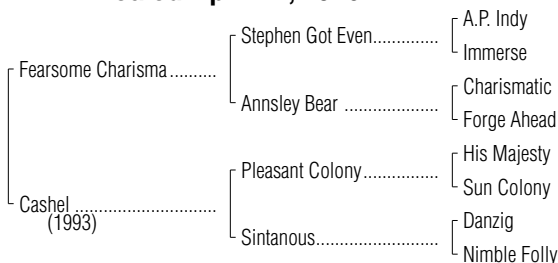 A.P. Indy
Stephen Got Even..............
Immerse
Fearsome Charisma ..........
Charismatic
Annsley Bear ....................
Forge Ahead
His Majesty
Pleasant Colony................
Sun Colony
Cashel ..............................
(1993)
Danzig
Sintanous..........................
Nimble Folly